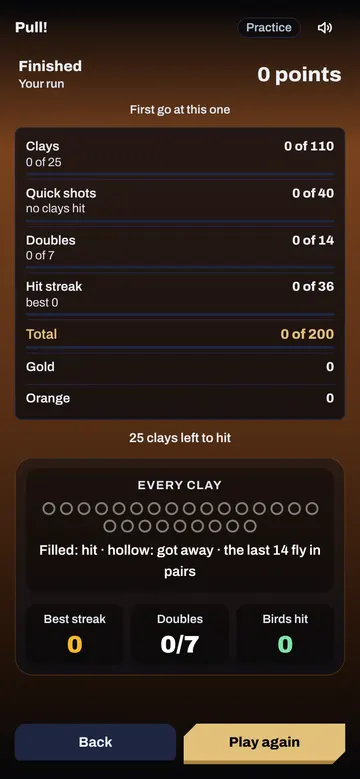 Pull!
Practice
Finished
Your run
0 points
First go at this one
Clays
0 of 110
0 of 25
Quick shots
0 of 40
no clays hit
Doubles
0 of 14
0 of 7
Hit streak
0 of 36
best 0
Total
0 of 200
Gold
0
Orange
0
25 clays left to hit
EVERY CLAY
Filled: hit · hollow: got away · the last 14 fly in
pairs
Best streak
0
Doubles
0/7
Birds hit
0
Back
Play again